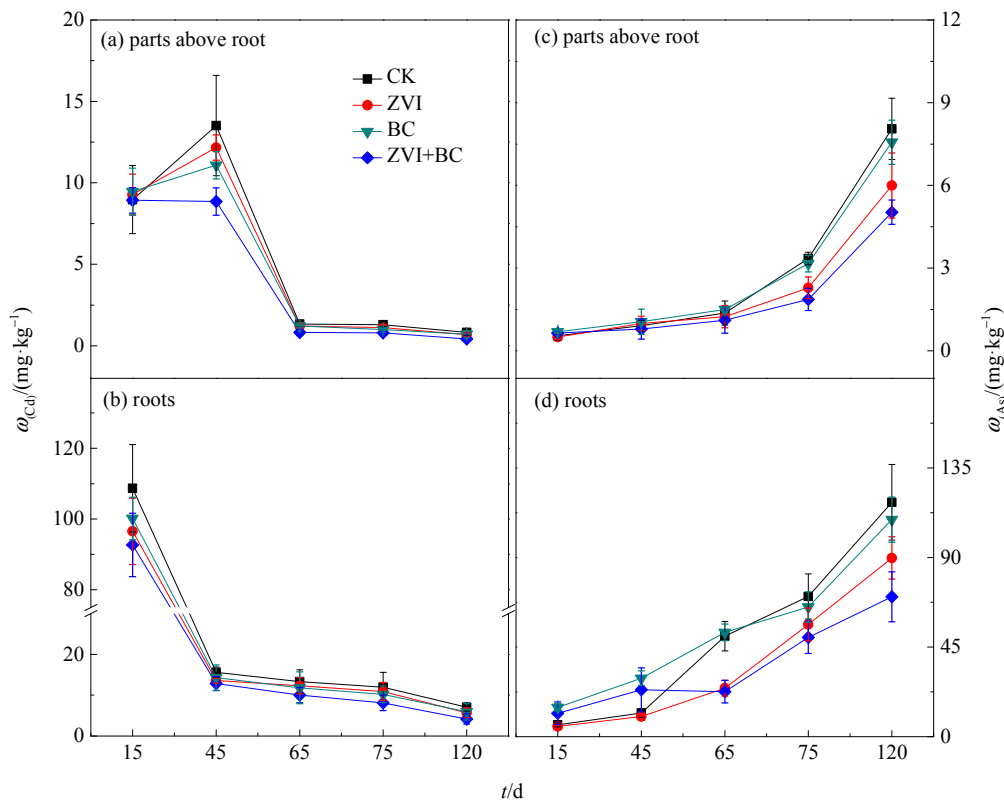 (a) parts above root
(c) parts above root
CK
ZVI
BC
ZVI+BC
20
15
10
5
0
12
9
6
3
0
ω(Cd)/(mg·kg⁻¹)
ω(As)/(mg·kg⁻¹)
(b) roots
(d) roots
120
100
80
20
0
135
90
45
0
15 45 65 75 120
15 45 65 75 120
t/d